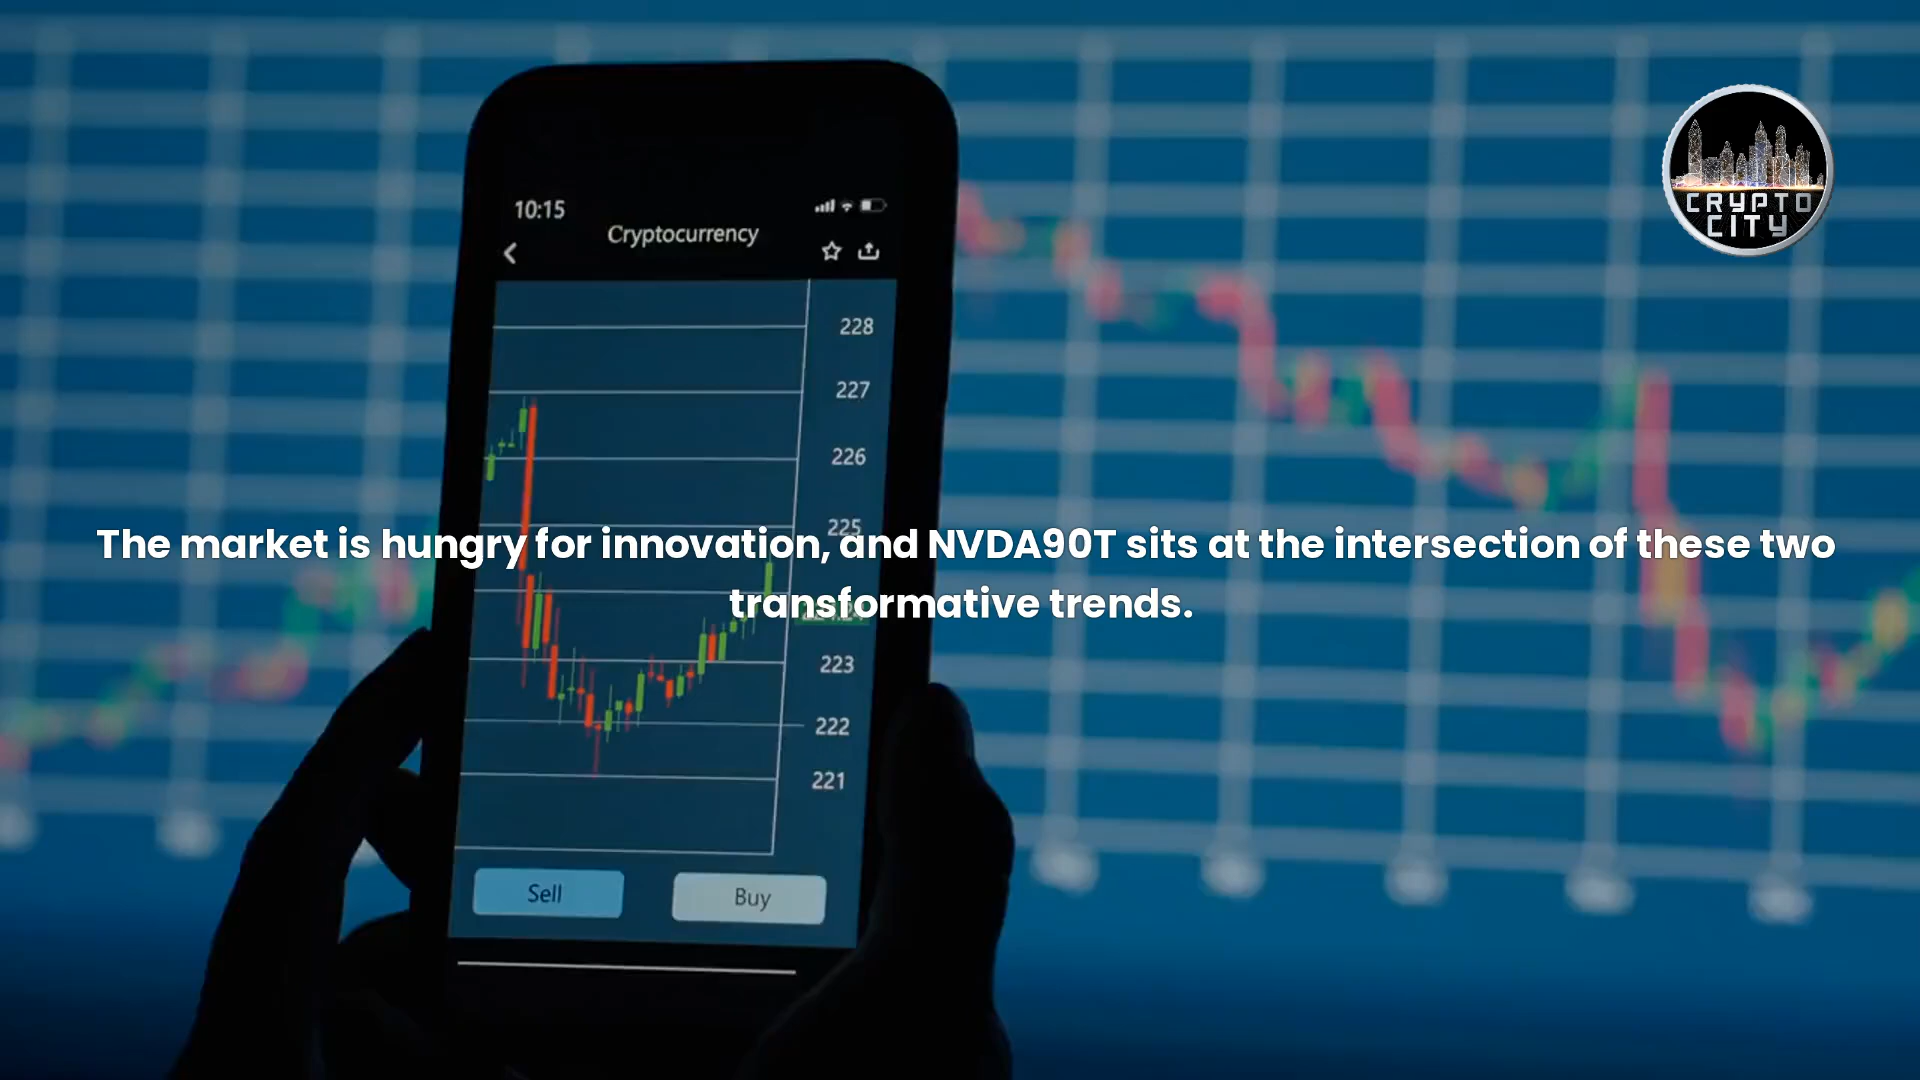 10:15
Cryptocurrency
CRYPTO
CITY
228
227
226
225
The market is hungry for innovation, and NVDA90T sits at the intersection of these two
transformative trends.
223
222
221
Sell
Buy